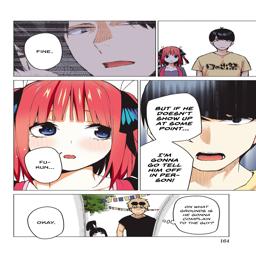 FINE.
BUT IF HE
DOESN'T
SHOW UP
AT SOME
POINT...
FU-
KUN...
I'M
GONNA
GO TELL
HIM OFF
IN PER-
SON!
164
OKAY.
ON WHAT
GROUNDS IS
HE GONNA
COMPLAIN
TO THE GUY?